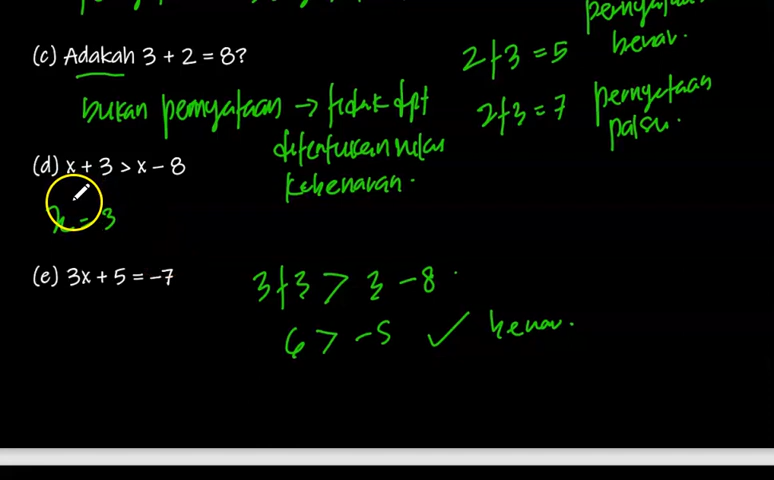 (c) Adakah 3 + 2 = 8?
bukan pernyataan → tidak dpt
ditentukan nilai
kebenaran.
2+3 = 5 pernyataan
benar.
2+3 = 7 pernyataan
palsu.
(d) x + 3 > x − 8
x = 3
3+3 > 3 − 8
6 > −5 ✓ benar.
(e) 3x + 5 = −7